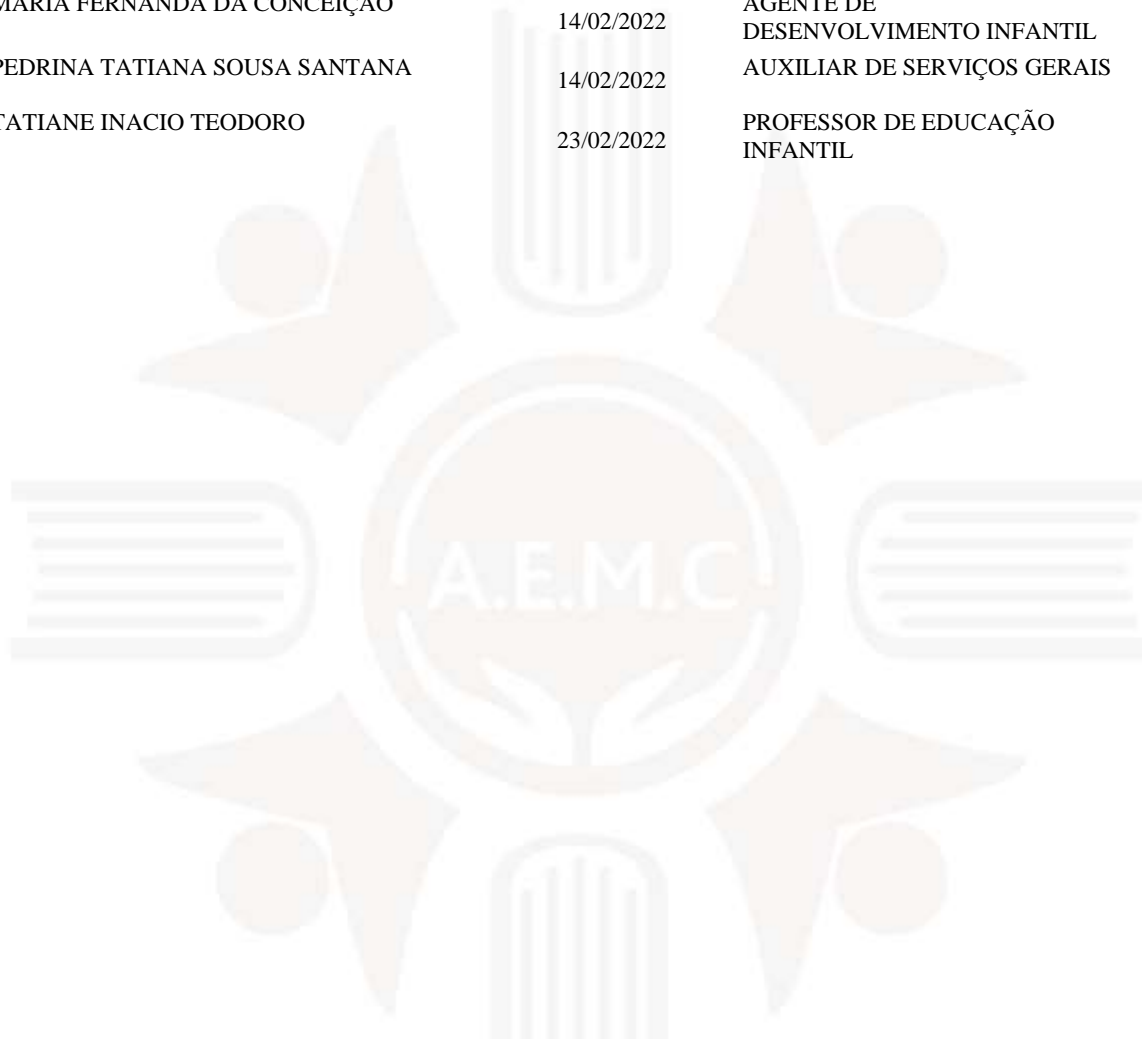 MARIA FERNANDA DA CONCEIÇÃO
14/02/2022
AGENTE DE
DESENVOLVIMENTO INFANTIL
PEDRINA TATIANA SOUSA SANTANA
14/02/2022
AUXILIAR DE SERVIÇOS GERAIS
TATIANE INACIO TEODORO
23/02/2022
PROFESSOR DE EDUCAÇÃO
INFANTIL
A.E.M.C